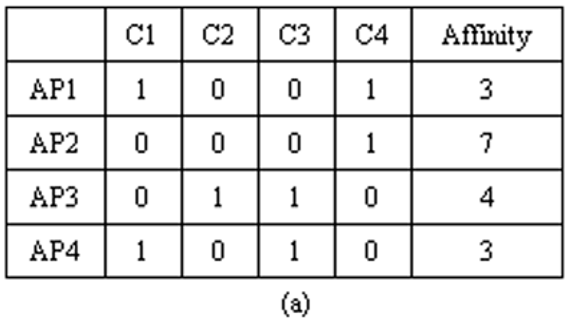 C1 C2 C3 C4 Affinity
AP1 1 0 0 1 3
AP2 0 0 0 1 7
AP3 0 1 1 0 4
AP4 1 0 1 0 3
(a)